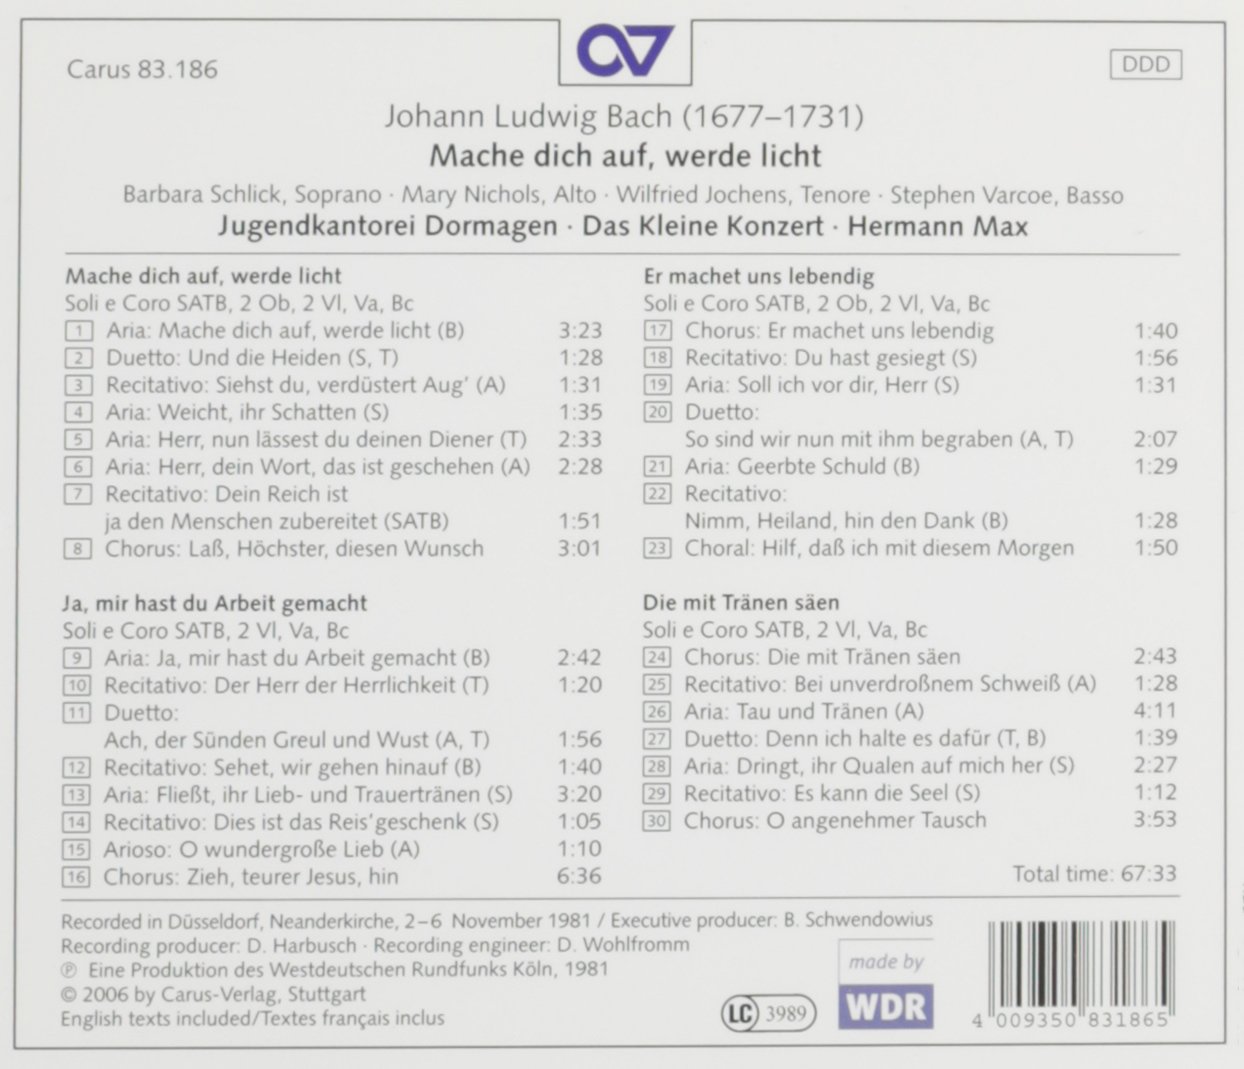 Carus 83.186
DDD
Johann Ludwig Bach (1677–1731)
Mache dich auf, werde licht
Barbara Schlick, Soprano · Mary Nichols, Alto · Wilfried Jochens, Tenore · Stephen Varcoe, Basso
Jugendkantorei Dormagen · Das Kleine Konzert · Hermann Max
Mache dich auf, werde licht
Soli e Coro SATB, 2 Ob, 2 Vl, Va, Bc
1 Aria: Mache dich auf, werde licht (B) 3:23
2 Duetto: Und die Heiden (S, T) 1:28
3 Recitativo: Siehst du, verdüstert Aug’ (A) 1:31
4 Aria: Weicht, ihr Schatten (S) 1:35
5 Aria: Herr, nun lässest du deinen Diener (T) 2:33
6 Aria: Herr, dein Wort, das ist geschehen (A) 2:28
7 Recitativo: Dein Reich ist
ja den Menschen zubereitet (SATB) 1:51
8 Chorus: Laß, Höchster, diesen Wunsch 3:01
Ja, mir hast du Arbeit gemacht
Soli e Coro SATB, 2 Vl, Va, Bc
9 Aria: Ja, mir hast du Arbeit gemacht (B) 2:42
10 Recitativo: Der Herr der Herrlichkeit (T) 1:20
11 Duetto:
Ach, der Sünden Greul und Wust (A, T) 1:56
12 Recitativo: Sehet, wir gehen hinauf (B) 1:40
13 Aria: Fließt, ihr Lieb- und Trauertränen (S) 3:20
14 Recitativo: Dies ist das Reis’geschenk (S) 1:05
15 Arioso: O wundergroße Lieb (A) 1:10
16 Chorus: Zieh, teurer Jesus, hin 6:36
Er machet uns lebendig
Soli e Coro SATB, 2 Ob, 2 Vl, Va, Bc
17 Chorus: Er machet uns lebendig 1:40
18 Recitativo: Du hast gesiegt (S) 1:56
19 Aria: Soll ich vor dir, Herr (S) 1:31
20 Duetto:
So sind wir nun mit ihm begraben (A, T) 2:07
21 Aria: Geerbte Schuld (B) 1:29
22 Recitativo:
Nimm, Heiland, hin den Dank (B) 1:28
23 Choral: Hilf, daß ich mit diesem Morgen 1:50
Die mit Tränen säen
Soli e Coro SATB, 2 Vl, Va, Bc
24 Chorus: Die mit Tränen säen 2:43
25 Recitativo: Bei unverdroßnem Schweiß (A) 1:28
26 Aria: Tau und Tränen (A) 4:11
27 Duetto: Denn ich halte es dafür (T, B) 1:39
28 Aria: Dringt, ihr Qualen auf mich her (S) 2:27
29 Recitativo: Es kann die Seel (S) 1:12
30 Chorus: O angenehmer Tausch 3:53
Total time: 67:33
Recorded in Düsseldorf, Neanderkirche, 2–6 November 1981 / Executive producer: B. Schwendowius
Recording producer: D. Harbusch · Recording engineer: D. Wohlfromm
℗ Eine Produktion des Westdeutschen Rundfunks Köln, 1981
© 2006 by Carus-Verlag, Stuttgart
English texts included/Textes français inclus
LC 3989
made by
WDR
4 009350 831865